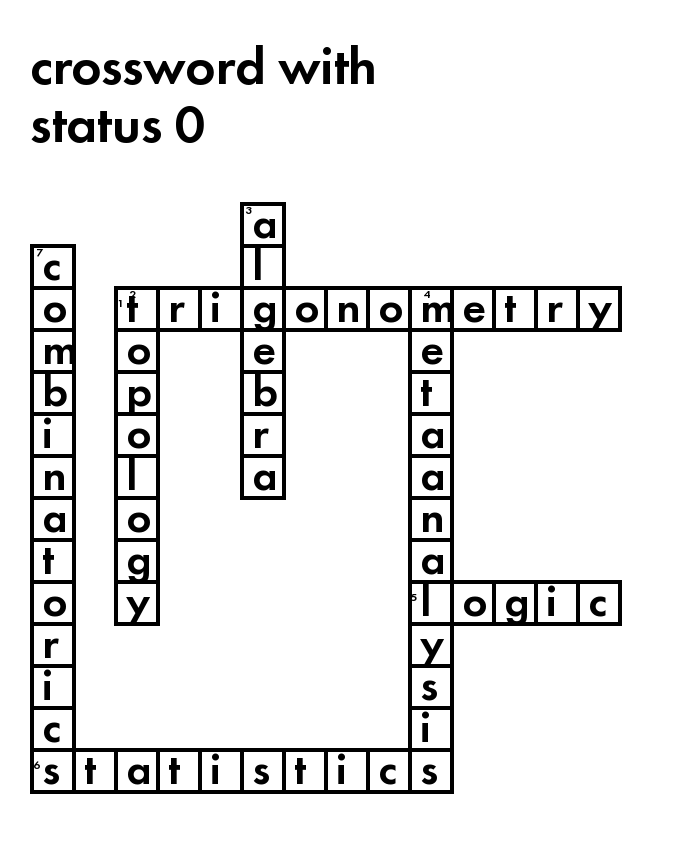 crossword with
status 0
3
a
7
c
l
1 2 4
o t r i g o n o m e t r y
m o e e
b p b t
i o r a
n l a a
a o n
t g a
5
o y l o g i c
r y
i s
c i
6
s t a t i s t i c s